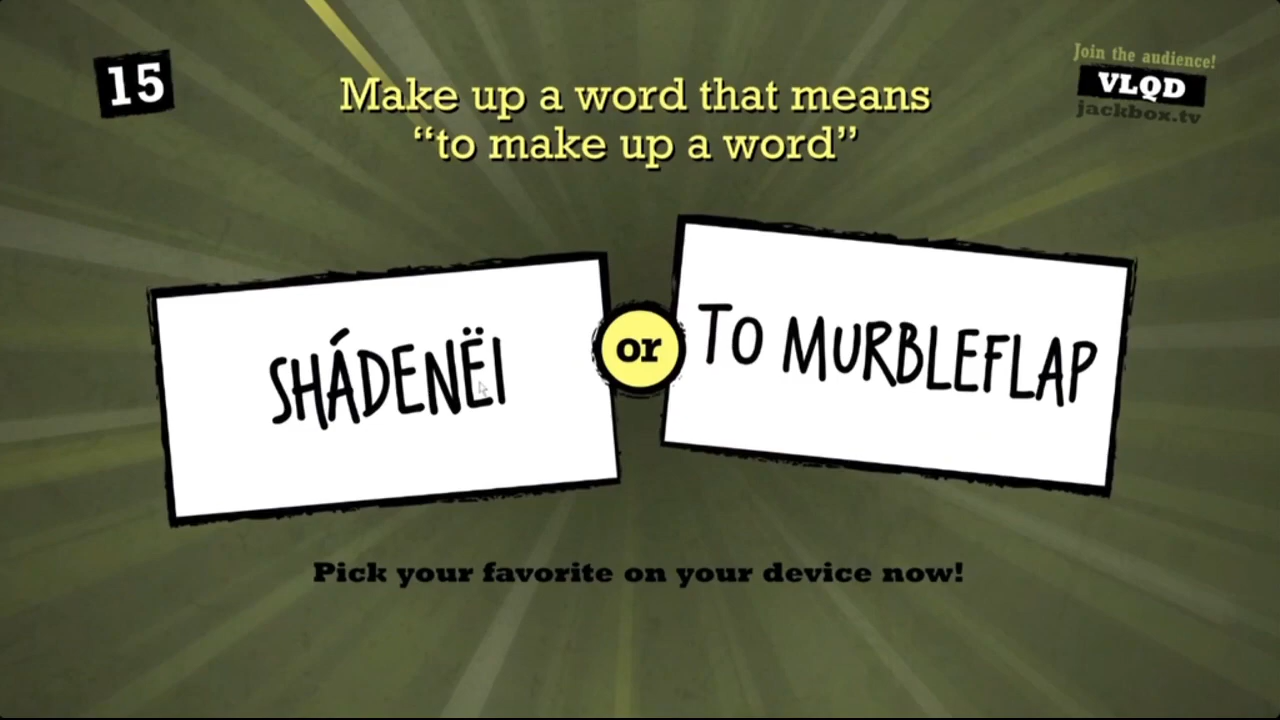 15
Make up a word that means
“to make up a word”
Join the audience!
VLQD
jackbox.tv
SHÁDENËI
or
TO MURBLEFLAP
Pick your favorite on your device now!